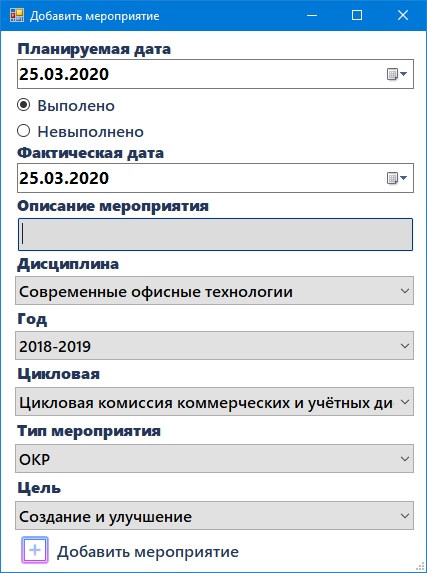 Добавить мероприятие
Планируемая дата
25.03.2020
Выполено
Невыполнено
Фактическая дата
25.03.2020
Описание мероприятия
Дисциплина
Современные офисные технологии
Год
2018-2019
Цикловая
Цикловая комиссия коммерческих и учётных ди
Тип мероприятия
ОКР
Цель
Создание и улучшение
Добавить мероприятие